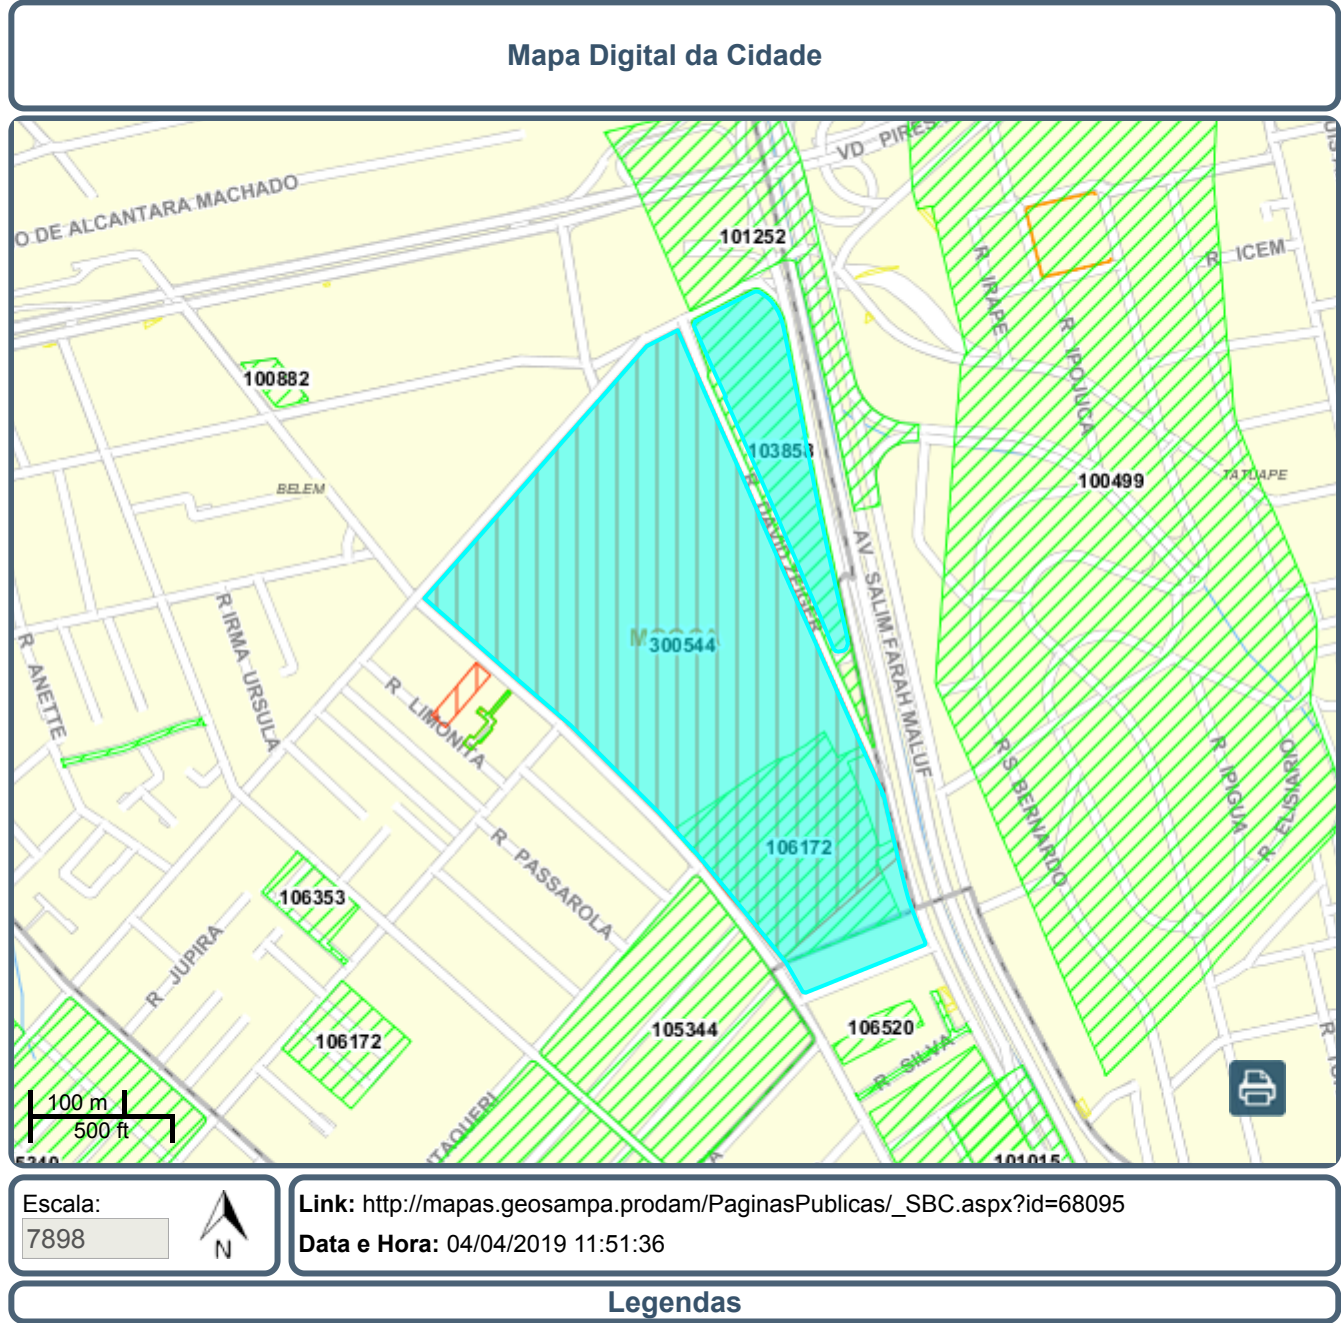 Mapa Digital da Cidade
VD PIRES
O DE ALCANTARA MACHADO
101252
R ICEM
R IRAPE
R IPOJUCA
100882
103858
BELEM
100499
TATUAPE
R DAVID ZEIGER
AV SALIM FARAH MALUF
R ANETTE
R IRMA URSULA
MOOCA
300544
R LIMONITA
R S BERNARDO
R IPIGUA
R ELISIARIO
R PASSAROLA
106172
106353
R JUPIRA
105344
106520
106172
R SILVA
ITAQUERI
101015
100 m
500 ft
Escala:
7898
N
Link: http://mapas.geosampa.prodam/PaginasPublicas/_SBC.aspx?id=68095
Data e Hora: 04/04/2019 11:51:36
Legendas